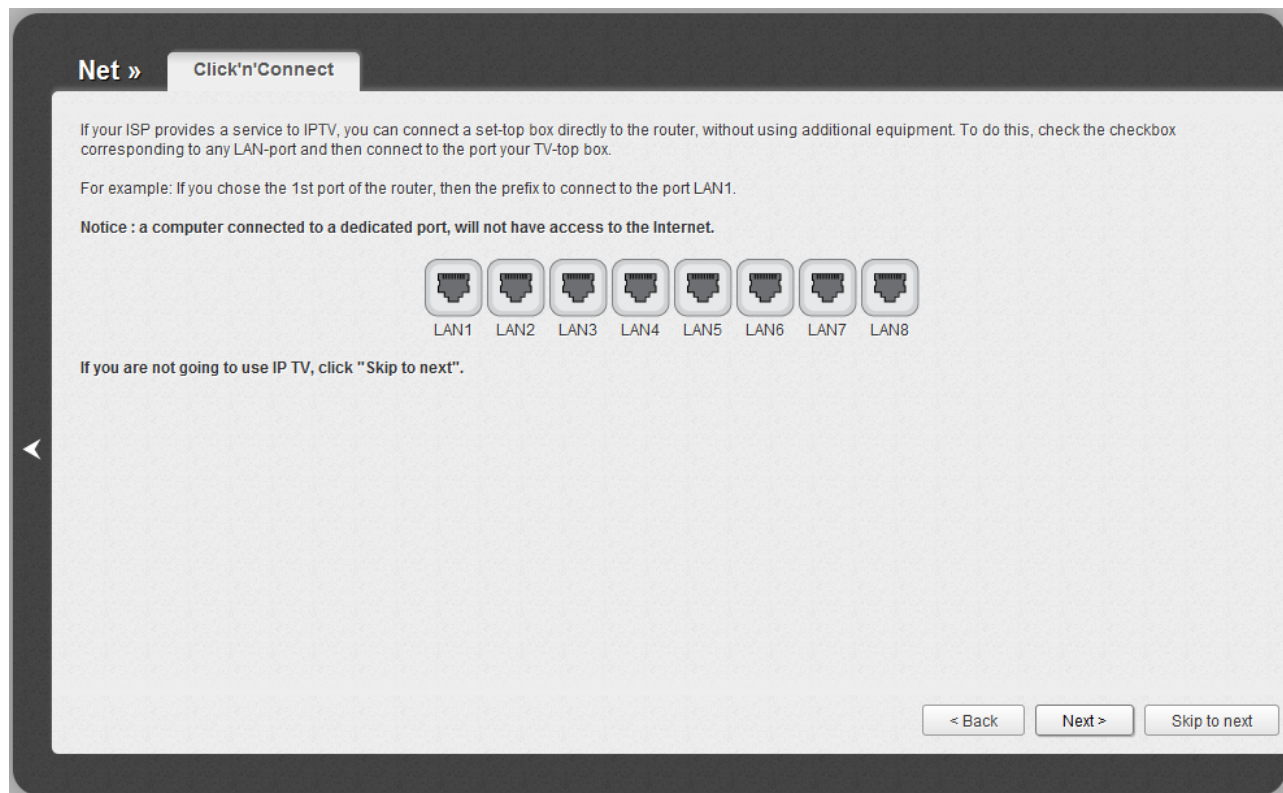 Net »
Click'n'Connect
If your ISP provides a service to IPTV, you can connect a set-top box directly to the router, without using additional equipment. To do this, check the checkbox
corresponding to any LAN-port and then connect to the port your TV-top box.
For example: If you chose the 1st port of the router, then the prefix to connect to the port LAN1.
Notice : a computer connected to a dedicated port, will not have access to the Internet.
LAN1 LAN2 LAN3 LAN4 LAN5 LAN6 LAN7 LAN8
If you are not going to use IP TV, click "Skip to next".
< Back Next > Skip to next